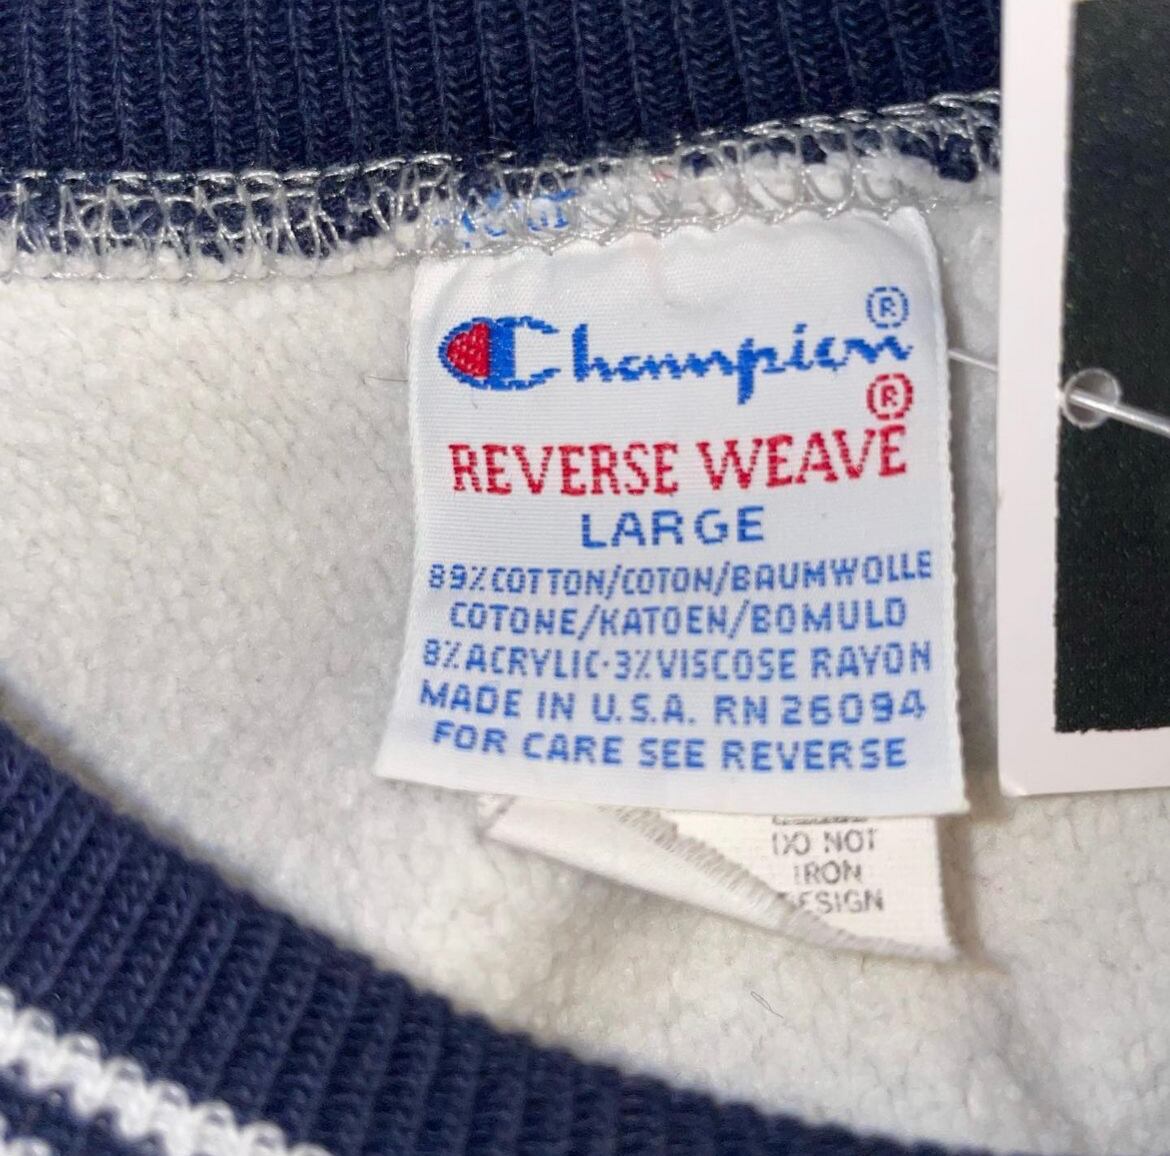 Champion®
®
REVERSE WEAVE
LARGE
89% COTTON/COTON/BAUMWOLLE
COTONE/KATOEN/BOMULD
8% ACRYLIC·3% VISCOSE RAYON
MADE IN U.S.A. RN 26094
FOR CARE SEE REVERSE
DO NOT
IRON
DESIGN